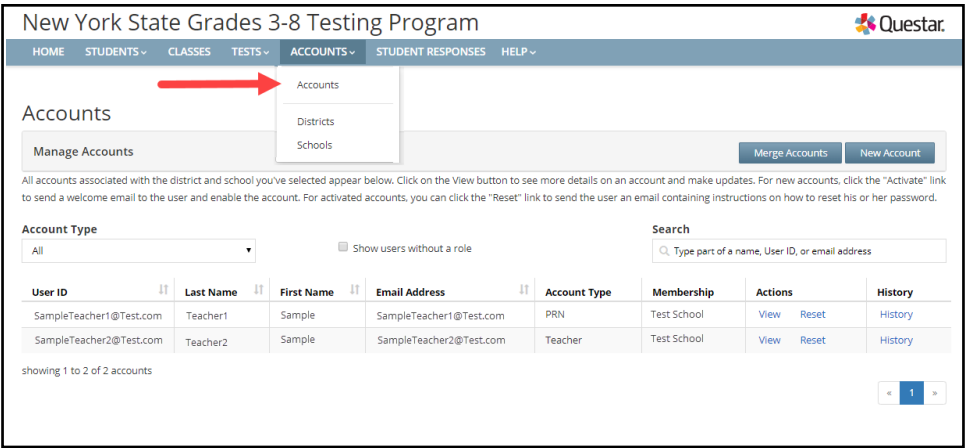 New York State Grades 3-8 Testing Program
Questar.
HOME STUDENTS CLASSES TESTS ACCOUNTS STUDENT RESPONSES HELP
Accounts
Districts
Schools
Accounts
Manage Accounts
Merge Accounts New Account
All accounts associated with the district and school you've selected appear below. Click on the View button to see more details on an account and make updates. For new accounts, click the "Activate" link
to send a welcome email to the user and enable the account. For activated accounts, you can click the "Reset" link to send the user an email containing instructions on how to reset his or her password.
Account Type
All
Show users without a role
Search
Type part of a name, User ID, or email address
User ID Last Name First Name Email Address Account Type Membership Actions History
SampleTeacher1@Test.com Teacher1 Sample SampleTeacher1@Test.com PRN Test School View Reset History
SampleTeacher2@Test.com Teacher2 Sample SampleTeacher2@Test.com Teacher Test School View Reset History
showing 1 to 2 of 2 accounts
« 1 »